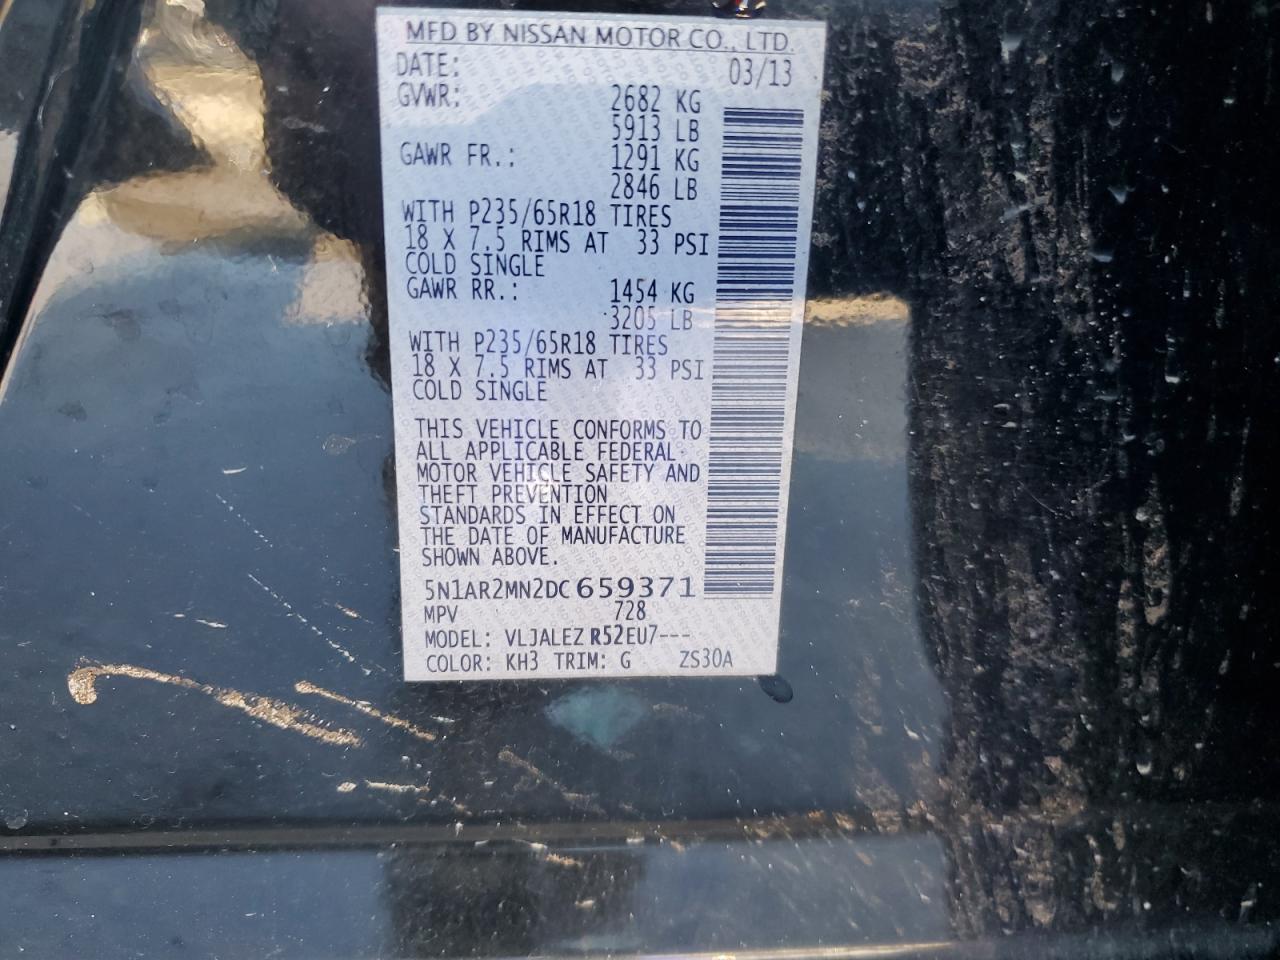 MFD BY NISSAN MOTOR CO., LTD.
DATE: 03/13
GVWR: 2682 KG
5913 LB
GAWR FR.: 1291 KG
2846 LB
WITH P235/65R18 TIRES
18 X 7.5 RIMS AT 33 PSI
COLD SINGLE
GAWR RR.: 1454 KG
3205 LB
WITH P235/65R18 TIRES
18 X 7.5 RIMS AT 33 PSI
COLD SINGLE
THIS VEHICLE CONFORMS TO
ALL APPLICABLE FEDERAL
MOTOR VEHICLE SAFETY AND
THEFT PREVENTION
STANDARDS IN EFFECT ON
THE DATE OF MANUFACTURE
SHOWN ABOVE.
5N1AR2MN2DC659371
MPV 728
MODEL: VLJALEZR52EU7---
COLOR: KH3 TRIM: G ZS30A